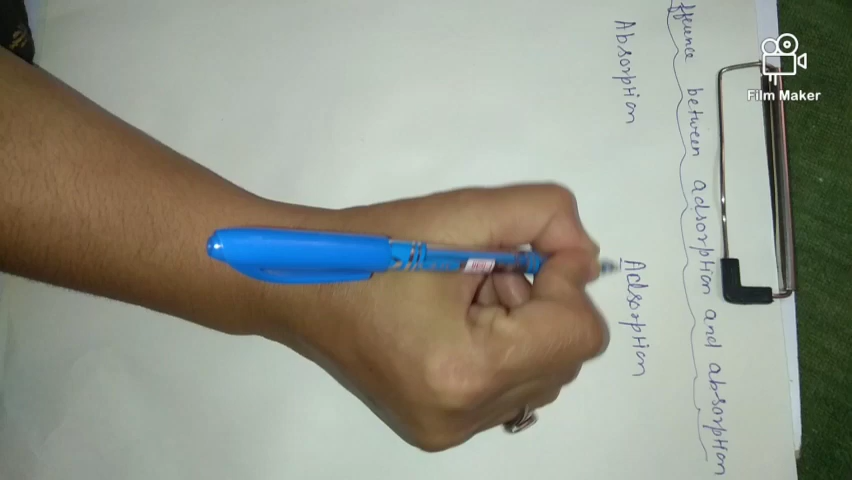 fference between adsorption and absorption
Absorption
Adsorption
Film Maker